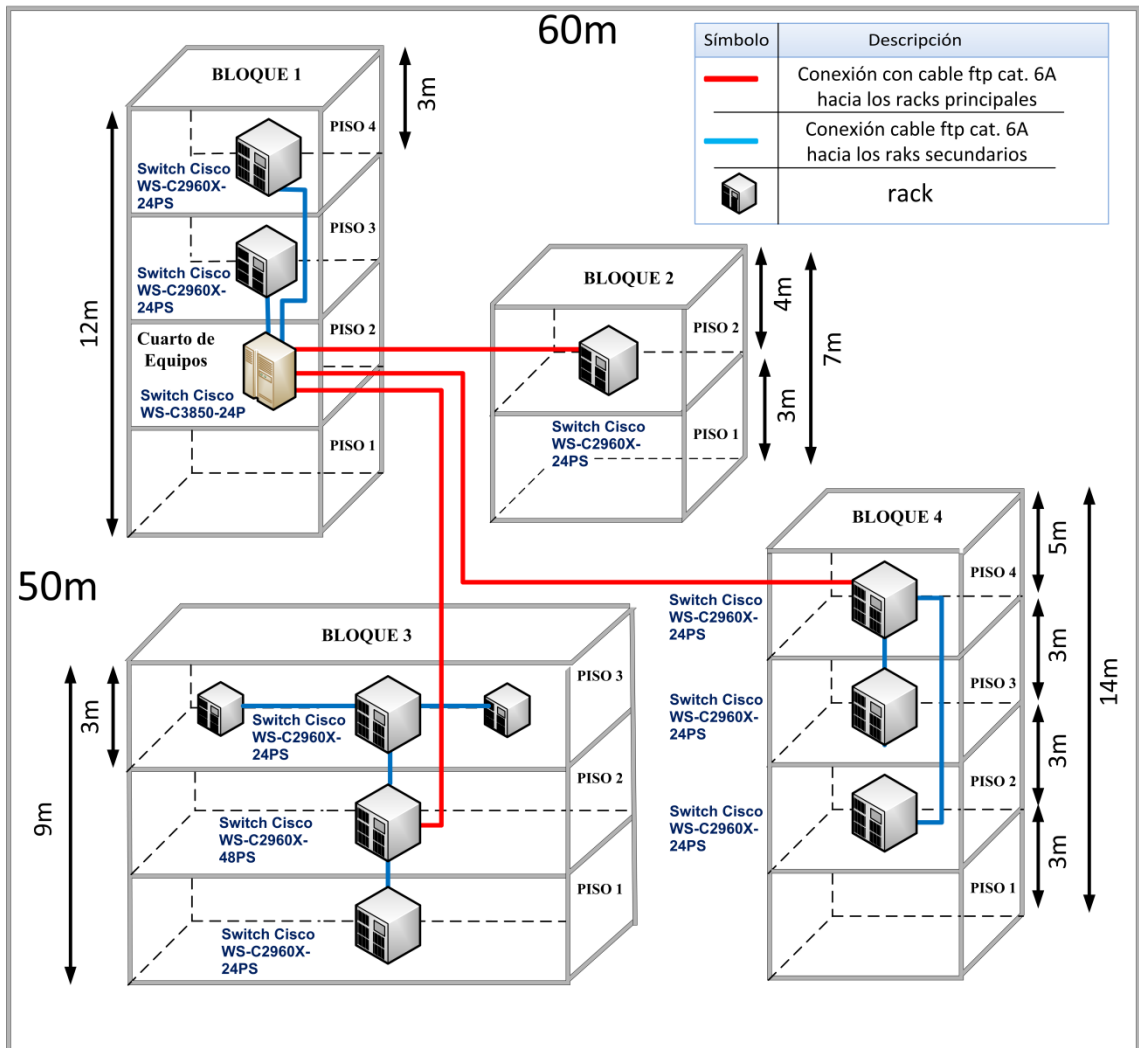 60m
Símbolo
Descripción
Conexión con cable ftp cat. 6A
hacia los racks principales
Conexión cable ftp cat. 6A
hacia los raks secundarios
rack
BLOQUE 1
3m
PISO 4
Switch Cisco
WS-C2960X-
24PS
PISO 3
Switch Cisco
WS-C2960X-
24PS
12m
PISO 2
Cuarto de
Equipos
Switch Cisco
WS-C3850-24P
PISO 1
BLOQUE 2
4m
7m
PISO 2
3m
Switch Cisco
WS-C2960X-
24PS
PISO 1
50m
BLOQUE 3
PISO 3
3m
Switch Cisco
WS-C2960X-
24PS
9m
PISO 2
Switch Cisco
WS-C2960X-
48PS
PISO 1
Switch Cisco
WS-C2960X-
24PS
BLOQUE 4
5m
PISO 4
Switch Cisco
WS-C2960X-
24PS
3m
14m
PISO 3
Switch Cisco
WS-C2960X-
24PS
3m
PISO 2
Switch Cisco
WS-C2960X-
24PS
3m
PISO 1